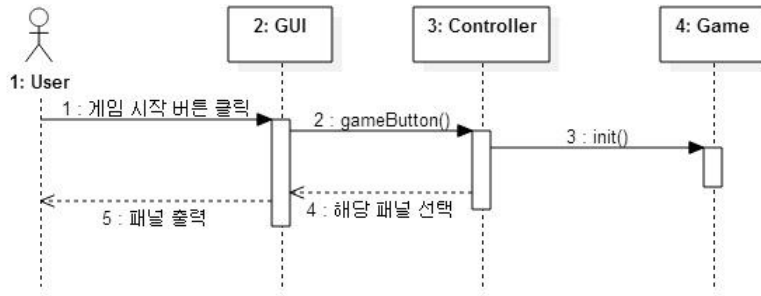 2: GUI
3: Controller
4: Game
1: User
1 : 게임 시작 버튼 클릭
2 : gameButton()
3 : init()
4 : 해당 패널 선택
5 : 패널 출력